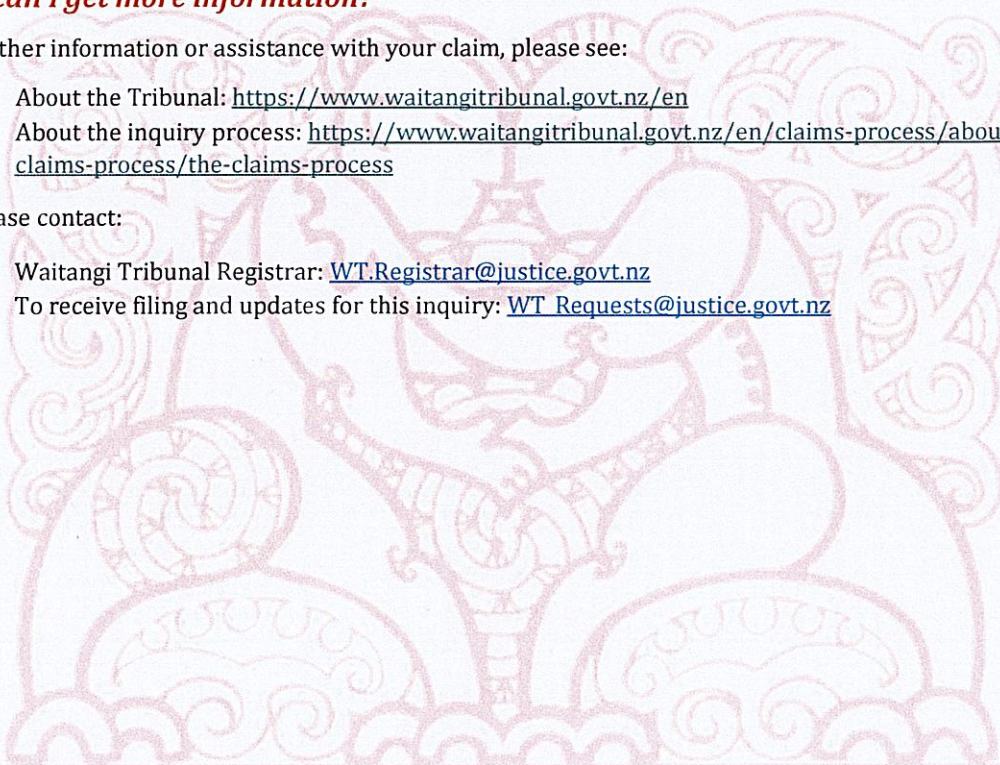 can I get more information?
ther information or assistance with your claim, please see:
About the Tribunal: https://www.waitangitribunal.govt.nz/en
About the inquiry process: https://www.waitangitribunal.govt.nz/en/claims-process/abou
claims-process/the-claims-process
ase contact:
Waitangi Tribunal Registrar: WT.Registrar@justice.govt.nz
To receive filing and updates for this inquiry: WT_Requests@justice.govt.nz